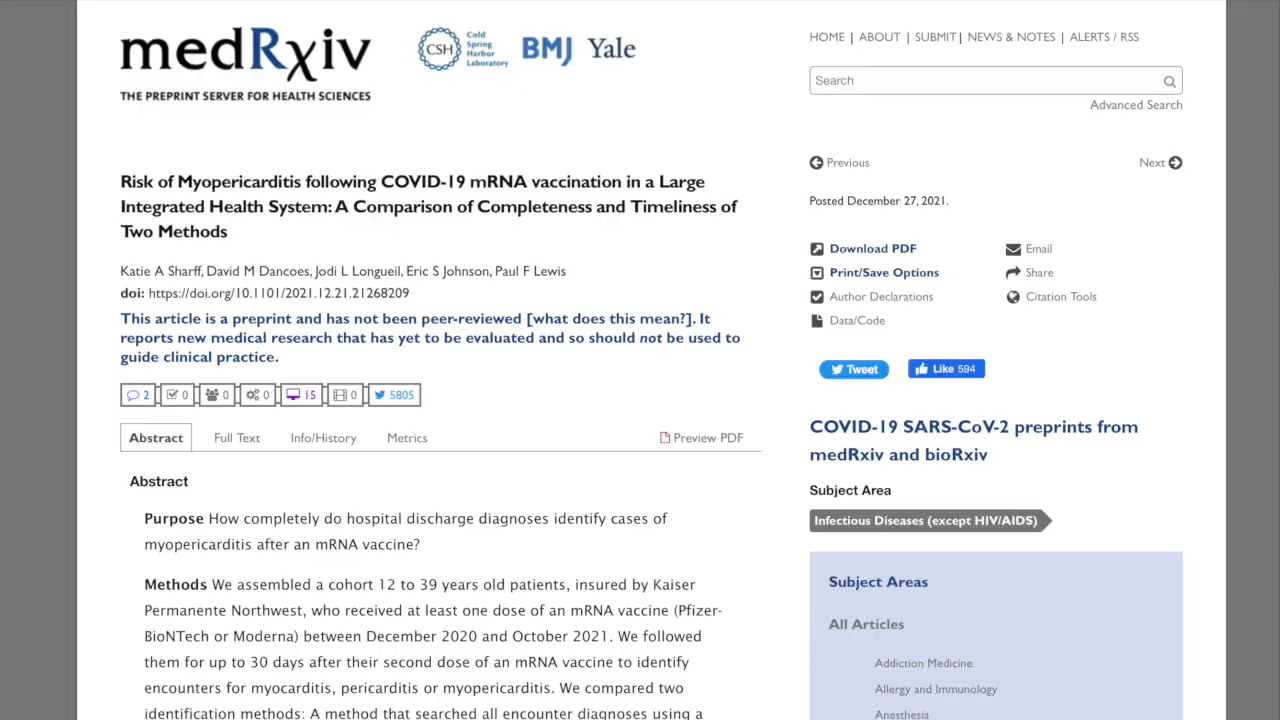 medRxiv
THE PREPRINT SERVER FOR HEALTH SCIENCES
CSH Cold
Spring
Harbor
Laboratory
BMJ Yale
HOME | ABOUT | SUBMIT | NEWS & NOTES | ALERTS / RSS
Search
Advanced Search
Previous
Next
Risk of Myopericarditis following COVID-19 mRNA vaccination in a Large
Integrated Health System: A Comparison of Completeness and Timeliness of
Two Methods
Katie A Sharff, David M Dancoes, Jodi L Longueil, Eric S Johnson, Paul F Lewis
doi: https://doi.org/10.1101/2021.12.21.21268209
This article is a preprint and has not been peer-reviewed [what does this mean?]. It
reports new medical research that has yet to be evaluated and so should not be used to
guide clinical practice.
2 0 0 0 15 0 5805
Abstract Full Text Info/History Metrics Preview PDF
Abstract
Purpose How completely do hospital discharge diagnoses identify cases of
myopericarditis after an mRNA vaccine?
Methods We assembled a cohort 12 to 39 years old patients, insured by Kaiser
Permanente Northwest, who received at least one dose of an mRNA vaccine (Pfizer-
BioNTech or Moderna) between December 2020 and October 2021. We followed
them for up to 30 days after their second dose of an mRNA vaccine to identify
encounters for myocarditis, pericarditis or myopericarditis. We compared two
identification methods: A method that searched all encounter diagnoses using a
Posted December 27, 2021.
Download PDF
Print/Save Options
Author Declarations
Data/Code
Email
Share
Citation Tools
Tweet
Like 594
COVID-19 SARS-CoV-2 preprints from
medRxiv and bioRxiv
Subject Area
Infectious Diseases (except HIV/AIDS)
Subject Areas
All Articles
Addiction Medicine
Allergy and Immunology
Anesthesia